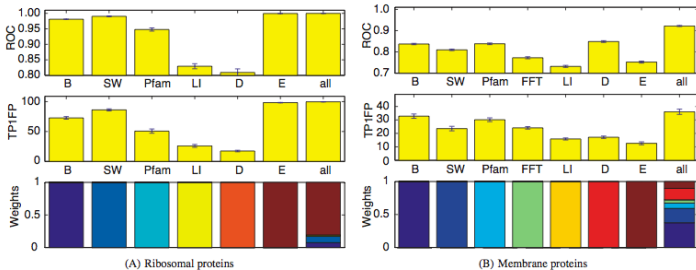 ROC
1.00
0.95
0.90
0.85
0.80
B SW Pfam LI D E all
TP1FP
100
50
0
B SW Pfam LI D E all
Weights
1
0.5
0
(A) Ribosomal proteins
ROC
1.0
0.9
0.8
0.7
B SW Pfam FFT LI D E all
TP1FP
40
30
20
10
0
B SW Pfam FFT LI D E all
Weights
1
0.5
0
(B) Membrane proteins